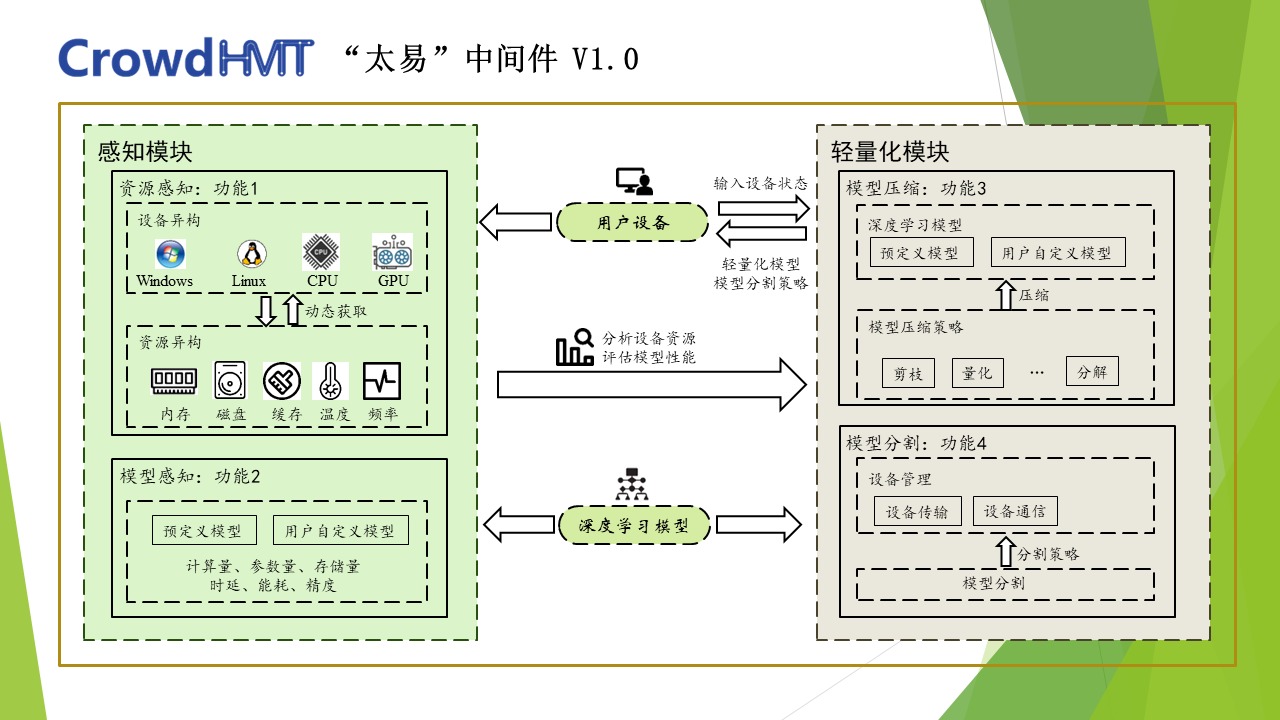 CrowdHMT “太易”中间件 V1.0
感知模块
资源感知：功能1
设备异构
Windows Linux CPU GPU
CPU
动态获取
资源异构
内存 磁盘 缓存 温度 频率
模型感知：功能2
预定义模型 用户自定义模型
计算量、参数量、存储量
时延、能耗、精度
用户设备
输入设备状态
轻量化模型
模型分割策略
分析设备资源
评估模型性能
深度学习模型
轻量化模块
模型压缩：功能3
深度学习模型
预定义模型 用户自定义模型
压缩
模型压缩策略
剪枝 量化 … 分解
模型分割：功能4
设备管理
设备传输 设备通信
分割策略
模型分割